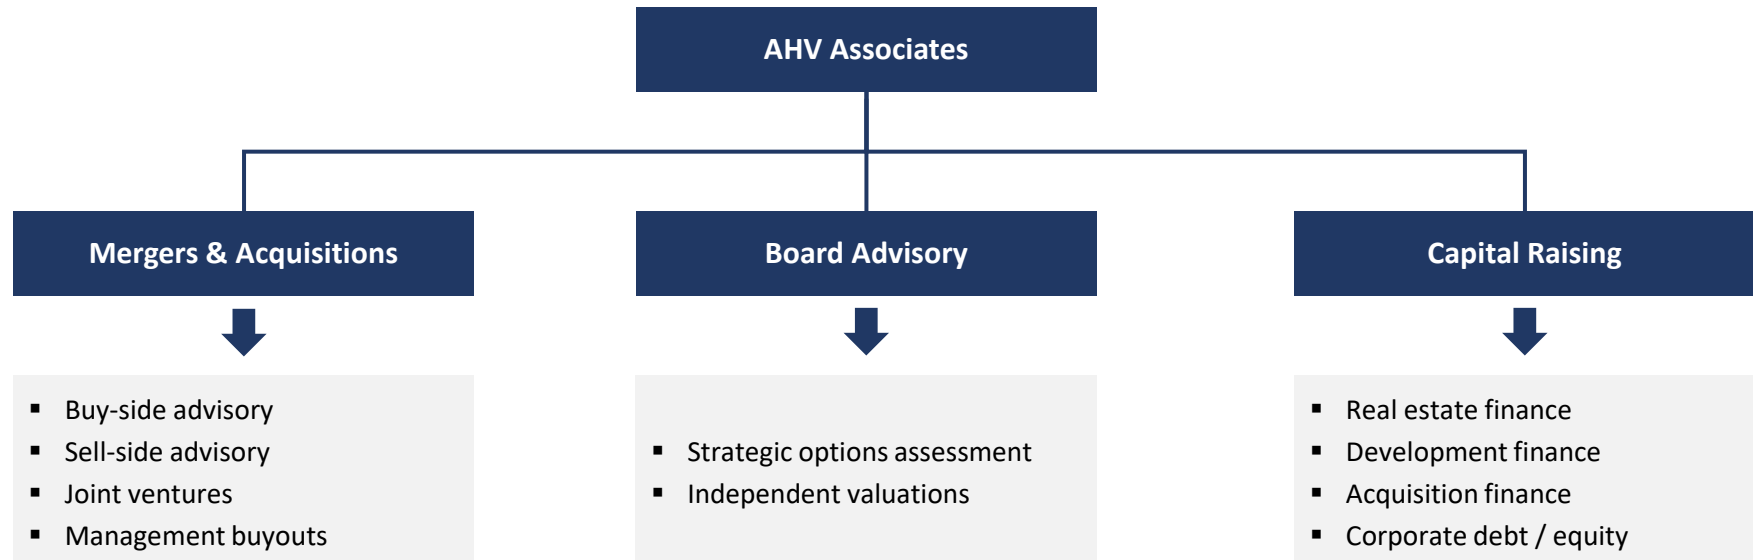 AHV Associates
Mergers & Acquisitions
Board Advisory
Capital Raising
▪ Buy-side advisory
▪ Sell-side advisory
▪ Joint ventures
▪ Management buyouts
▪ Strategic options assessment
▪ Independent valuations
▪ Real estate finance
▪ Development finance
▪ Acquisition finance
▪ Corporate debt / equity